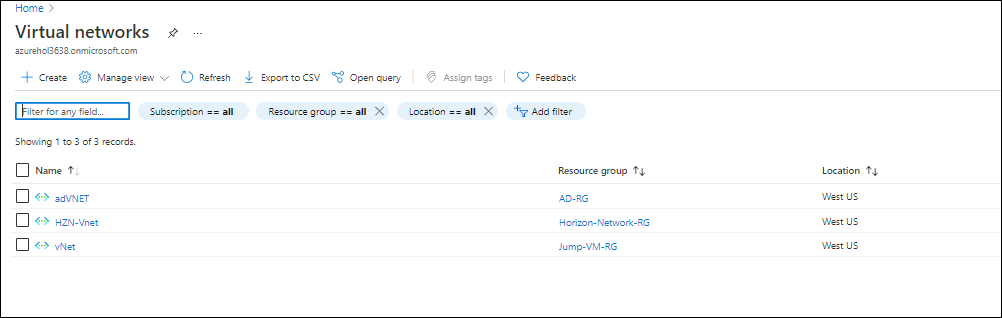 Home
Virtual networks ...
azurehol3638.onmicrosoft.com
Create Manage view Refresh Export to CSV Open query Assign tags Feedback
Filter for any field... Subscription == all Resource group == all Location == all Add filter
Showing 1 to 3 of 3 records.
Name Resource group Location
adVNET AD-RG West US
HZN-Vnet Horizon-Network-RG West US
vNet Jump-VM-RG West US